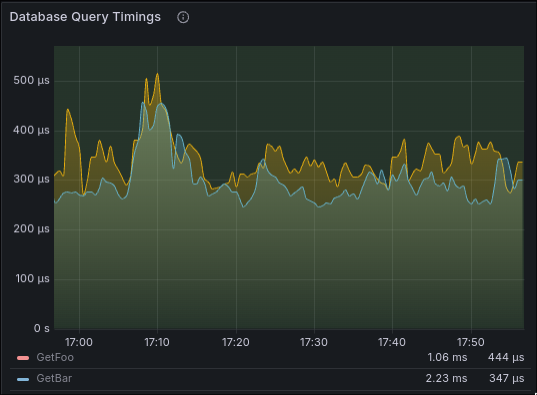 Database Query Timings
500 µs
400 µs
300 µs
200 µs
100 µs
0 s
17:00 17:10 17:20 17:30 17:40 17:50
GetFoo 1.06 ms 444 µs
GetBar 2.23 ms 347 µs